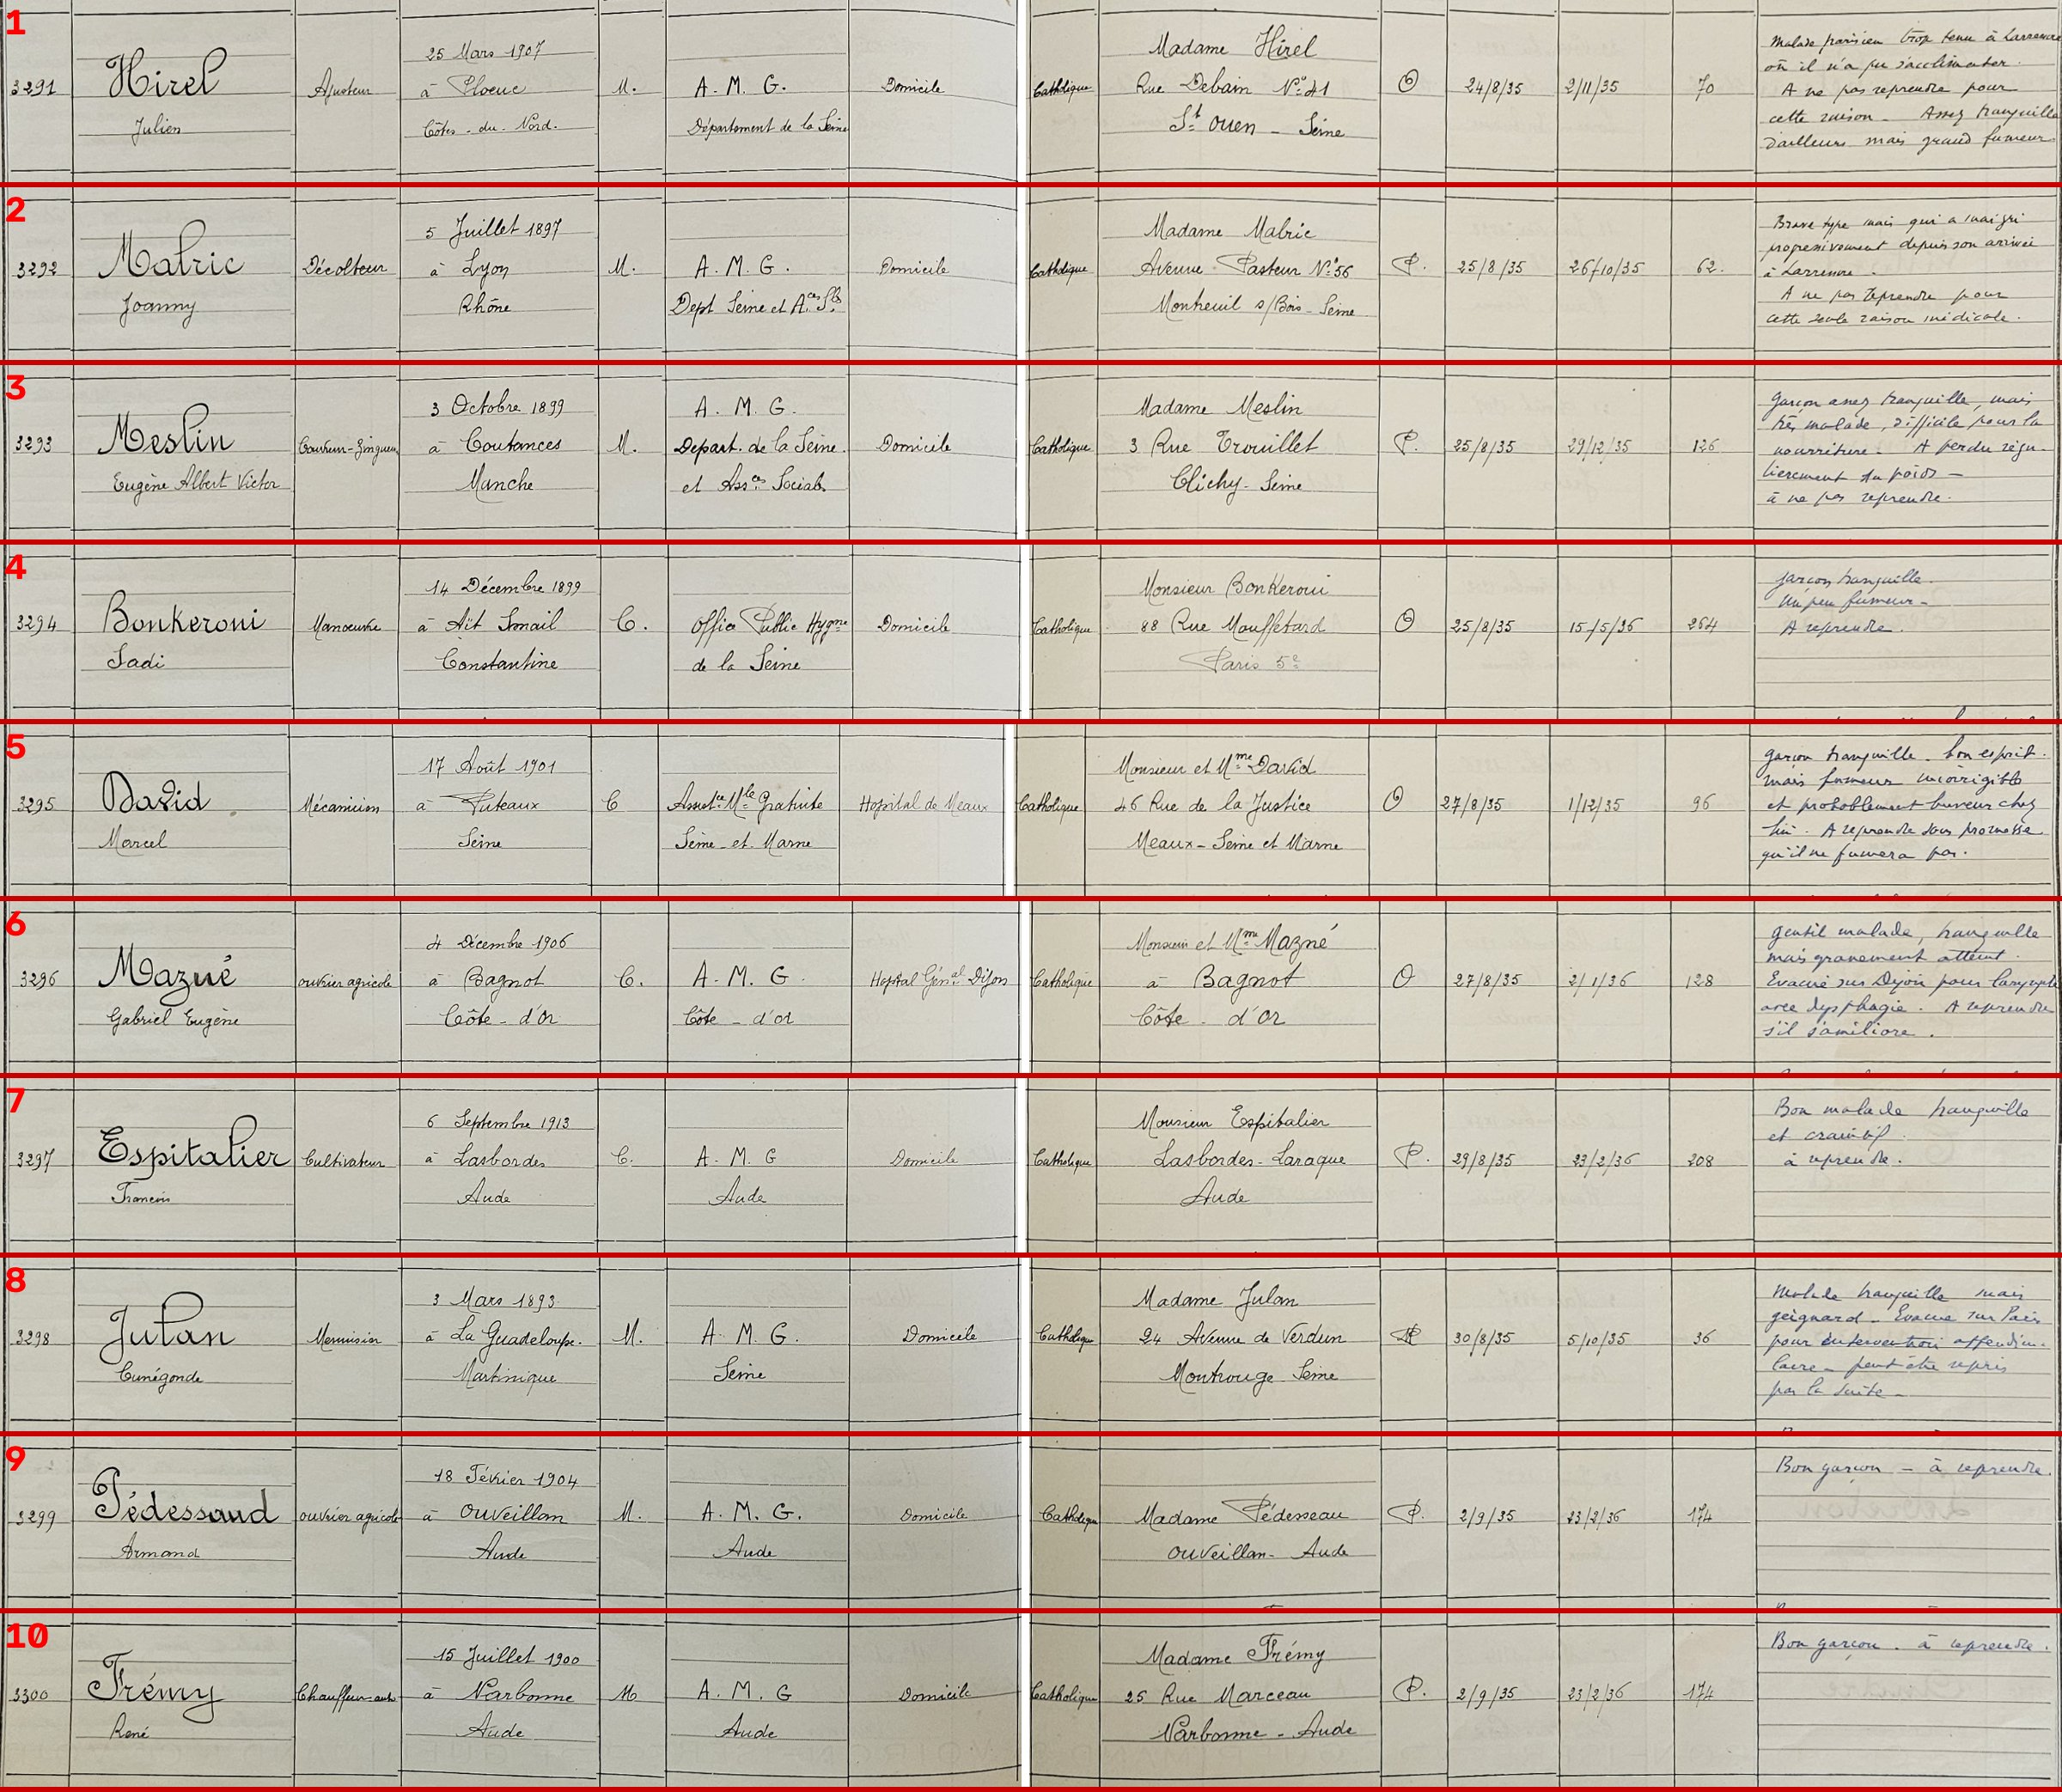 1
3291
Hirel
Julien
Ajusteur
25 Mars 1907
à Ploeuc
Côtes-du-Nord.
M.
A. M. G.
Département de la Seine
Domicile
Catholique
Madame Hirel
Rue Debain N° 41
St Ouen - Seine
O
24/8/35
2/11/35
70
Malade parisien trop tenu à Larrenne
où il n'a pu s'acclimater.
A ne pas reprendre pour
cette raison - Assez tranquille
d'ailleurs mais grand fumeur
2
3292
Matric
Joanny
Décolteur
5 Juillet 1897
à Lyon
Rhône
M.
A. M. G.
Dept Seine et Aces Sles
Domicile
Catholique
Madame Matric
Avenue Pasteur N° 56
Montreuil s/Bois - Seine
P.
25/8/35
26/10/35
62.
Brave type mais qui a maigri
progressivement depuis son arrivée
à Larrenne.
A ne pas reprendre pour
cette seule raison médicale.
3
3293
Meslin
Eugène Albert Victor
Couvreur-Zingueur
3 Octobre 1899
à Coutances
Manche
M.
A. M. G.
Depart. de la Seine.
et Assces Social.
Domicile
Catholique
Madame Meslin
3 Rue Trouillet
Clichy - Seine
P.
25/8/35
29/12/35
126
Garçon assez tranquille, mais
très malade, difficile pour la
nourriture - A perdu régu-
lièrement du poids -
à ne pas reprendre.
4
3294
Bonkeroui
Sadi
Manoeuvre
14 Décembre 1899
à Aït Smail
Constantine
C.
Office Public Hygne
de la Seine
Domicile
Catholique
Monsieur Bonkeroui
88 Rue Mouffetard
Paris 5e
O
25/8/35
15/5/36
264
garçon tranquille.
Un peu fumeur -
A reprendre.
5
3295
David
Marcel
Mécanicien
17 Août 1901
à Puteaux
Seine
C
Assistce Mle Gratuite
Seine - et - Marne
Hospital de Meaux
Catholique
Monsieur et Mme David
46 Rue de la Justice
Meaux - Seine et Marne
O
27/8/35
1/12/35
96
garçon tranquille. bon esprit.
mais fumeur incorrigible
et probablement buveur chez
lui. A reprendre sous promesse
qu'il ne fumera pas.
6
3296
Mazué
Gabriel Eugène
ouvrier agricole
4 Décembre 1906
à Bagnot
Côte - d'Or
C.
A. M. G
Côte - d'Or
Hopital Général Dijon
Catholique
Monsieur et Mme Mazné
à Bagnot
Côte - d'Or
O
27/8/35
2/1/36
128
Gentil malade, tranquille
mais gravement atteint.
Evacué sur Dijon pour laryngite
avec dysphagie. A reprendre
s'il s'améliore.
7
3297
Espitalier
Francis
Cultivateur
6 Septembre 1913
à Lasbordes
Aude
C.
A. M. G
Aude
Domicile
Catholique
Monsieur Espitalier
Lasbordes - Laraque
Aude
P.
29/8/35
23/2/36
208
Bon malade tranquille
et craintif.
à reprendre.
8
3298
Julan
Cunégonde
Menuisier
3 Mars 1893
à La Guadeloupe.
Martinique
M.
A. M. G.
Seine
Domicile
Catholique
Madame Julan
24 Avenue de Verdun
Montrouge Seine
30/8/35
5/10/35
36
Malade tranquille mais
geignard - Evacué sur Paris
pour intervention appendicu-
laire - peut être repris
par la suite -
9
3299
Pédessaud
Armand
ouvrier agricole
18 Février 1904
à Ouveillan
Aude
M.
A. M. G.
Aude
Domicile
Catholique
Madame Pédesseau
Ouveillan - Aude
P.
2/9/35
23/2/36
174
Bon garçon - à reprendre.
10
3300
Frémy
René
Chauffeur-auto
15 Juillet 1900
à Narbonne
Aude
M
A. M. G
Aude
Domicile
Catholique
Madame Frémy
25 Rue Marceau
Narbonne - Aude
P.
2/9/35
23/2/36
174
Bon garçon. à reprendre.